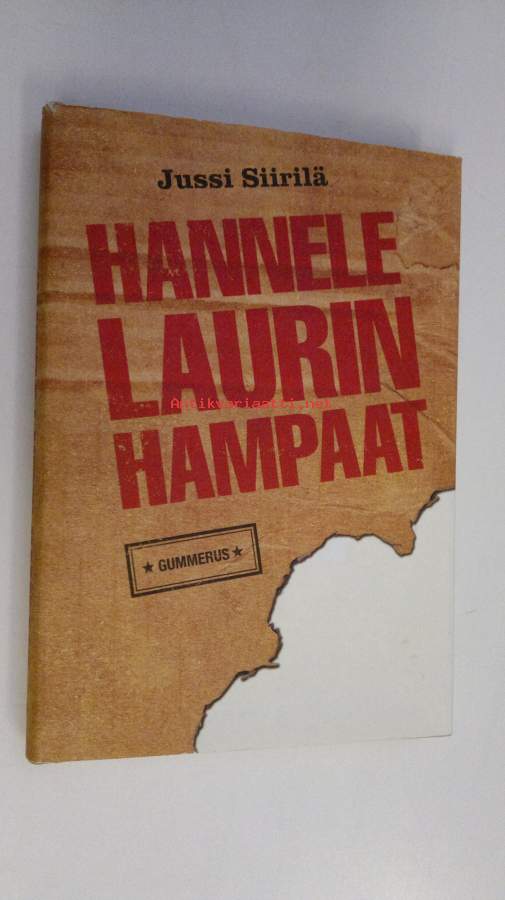 Jussi Siirilä
HANNELE
LAURIN
Antikvariaatti.net
HAMPAAT
★ GUMMERUS ★